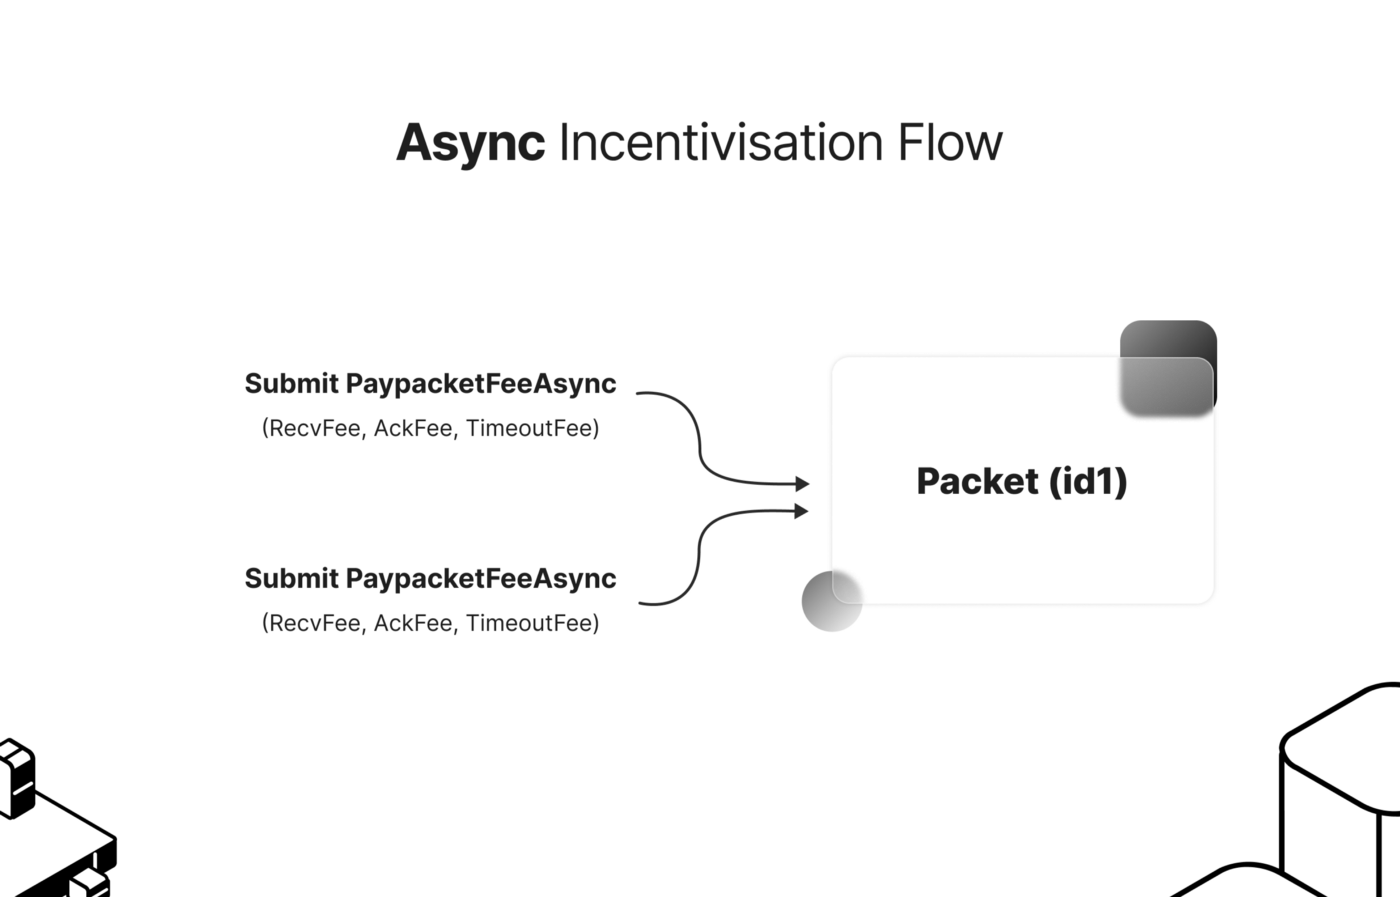 Async Incentivisation Flow
Submit PaypacketFeeAsync
(RecvFee, AckFee, TimeoutFee)
Packet (id1)
Submit PaypacketFeeAsync
(RecvFee, AckFee, TimeoutFee)